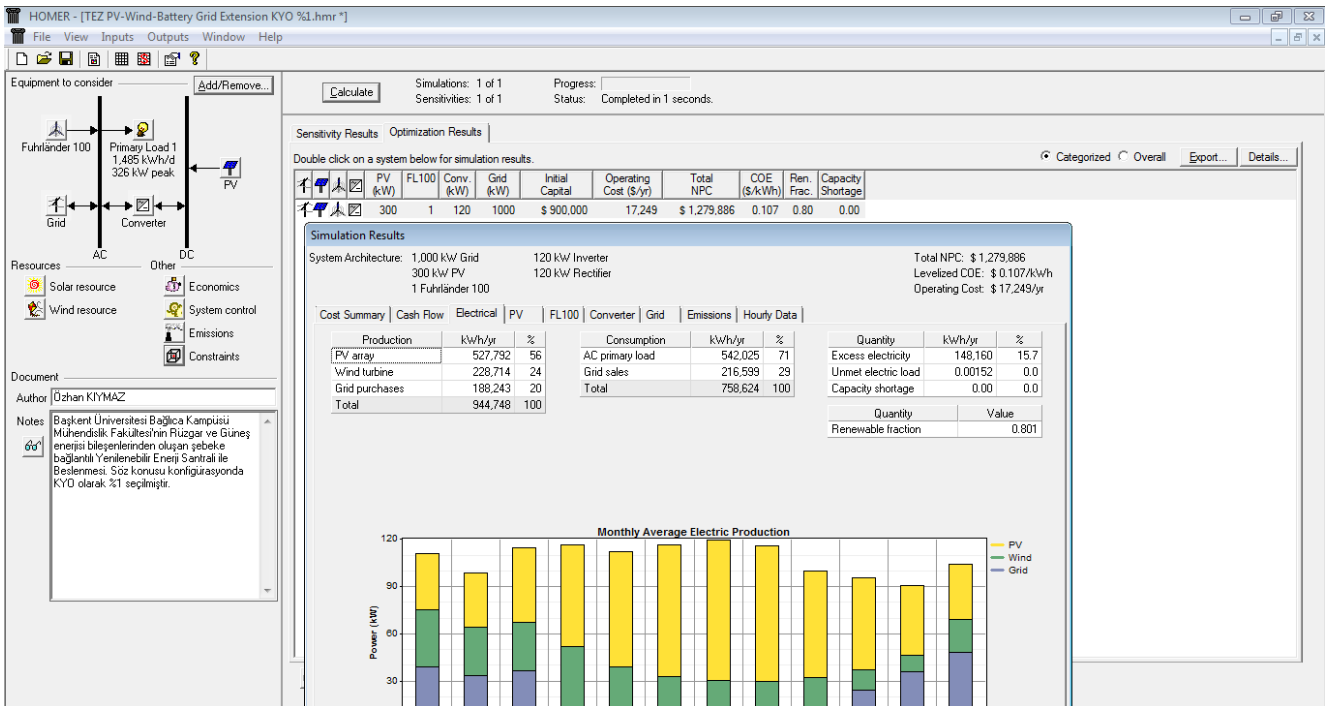 HOMER - [TEZ PV-Wind-Battery Grid Extension KYO %1.hmr *]
File View Inputs Outputs Window Help
Equipment to consider
Add/Remove...
Fuhrländer 100
Primary Load 1
1,485 kWh/d
326 kW peak
PV
Grid
Converter
AC
DC
Resources
Other
Solar resource
Economics
Wind resource
System control
Emissions
Constraints
Document
Author Özhan KIYMAZ
Notes
Başkent Üniversitesi Bağlıca Kampüsü
Mühendislik Fakültesi'nin Rüzgar ve Güneş
enerjisi bileşenlerinden oluşan şebeke
bağlantılı Yenilenebilir Enerji Santrali ile
Beslenmesi. Söz konusu konfigürasyonda
KYO olarak %1 seçilmiştir.
Calculate
Simulations: 1 of 1
Progress:
Sensitivities: 1 of 1
Status: Completed in 1 seconds.
Sensitivity Results Optimization Results
Double click on a system below for simulation results.
Categorized Overall Export... Details...
PV (kW) FL100 Conv. (kW) Grid (kW) Initial Capital Operating Cost ($/yr) Total NPC COE ($/kWh) Ren. Frac. Capacity Shortage
300 1 120 1000 $ 900,000 17,249 $ 1,279,886 0.107 0.80 0.00
Simulation Results
System Architecture: 1,000 kW Grid 120 kW Inverter
300 kW PV 120 kW Rectifier
1 Fuhrländer 100
Total NPC: $ 1,279,886
Levelized COE: $ 0.107/kWh
Operating Cost: $ 17,249/yr
Cost Summary Cash Flow Electrical PV FL100 Converter Grid Emissions Hourly Data
Production kWh/yr %
PV array 527,792 56
Wind turbine 228,714 24
Grid purchases 188,243 20
Total 944,748 100
Consumption kWh/yr %
AC primary load 542,025 71
Grid sales 216,599 29
Total 758,624 100
Quantity kWh/yr %
Excess electricity 148,160 15.7
Unmet electric load 0.00152 0.0
Capacity shortage 0.00 0.0
Quantity Value
Renewable fraction 0.801
Monthly Average Electric Production
120
90
60
30
Power (kW)
PV
Wind
Grid